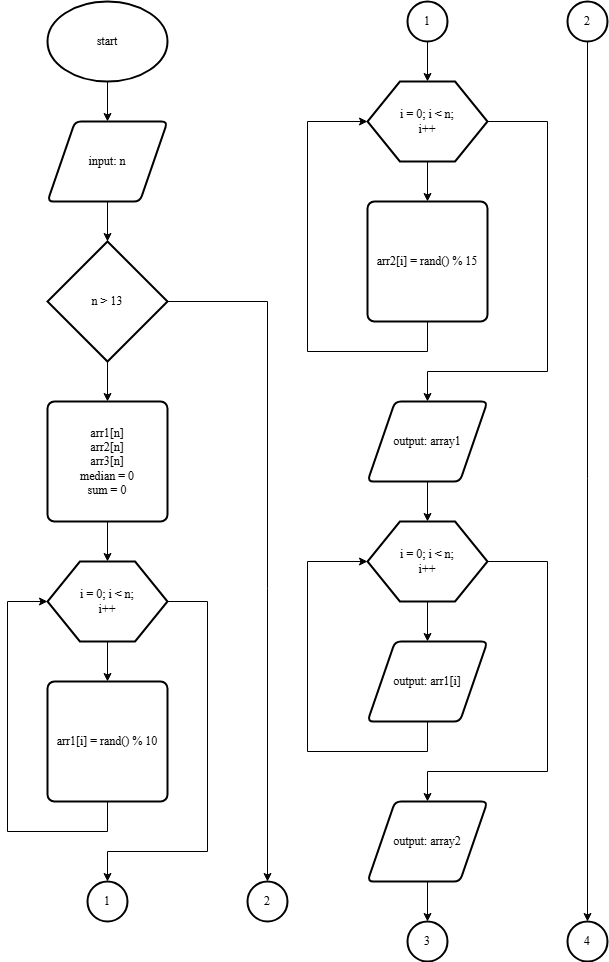 start
input: n
n > 13
arr1[n]
arr2[n]
arr3[n]
median = 0
sum = 0
i = 0; i < n;
i++
arr1[i] = rand() % 10
1
2
1
i = 0; i < n;
i++
arr2[i] = rand() % 15
output: array1
i = 0; i < n;
i++
output: arr1[i]
output: array2
3
2
4